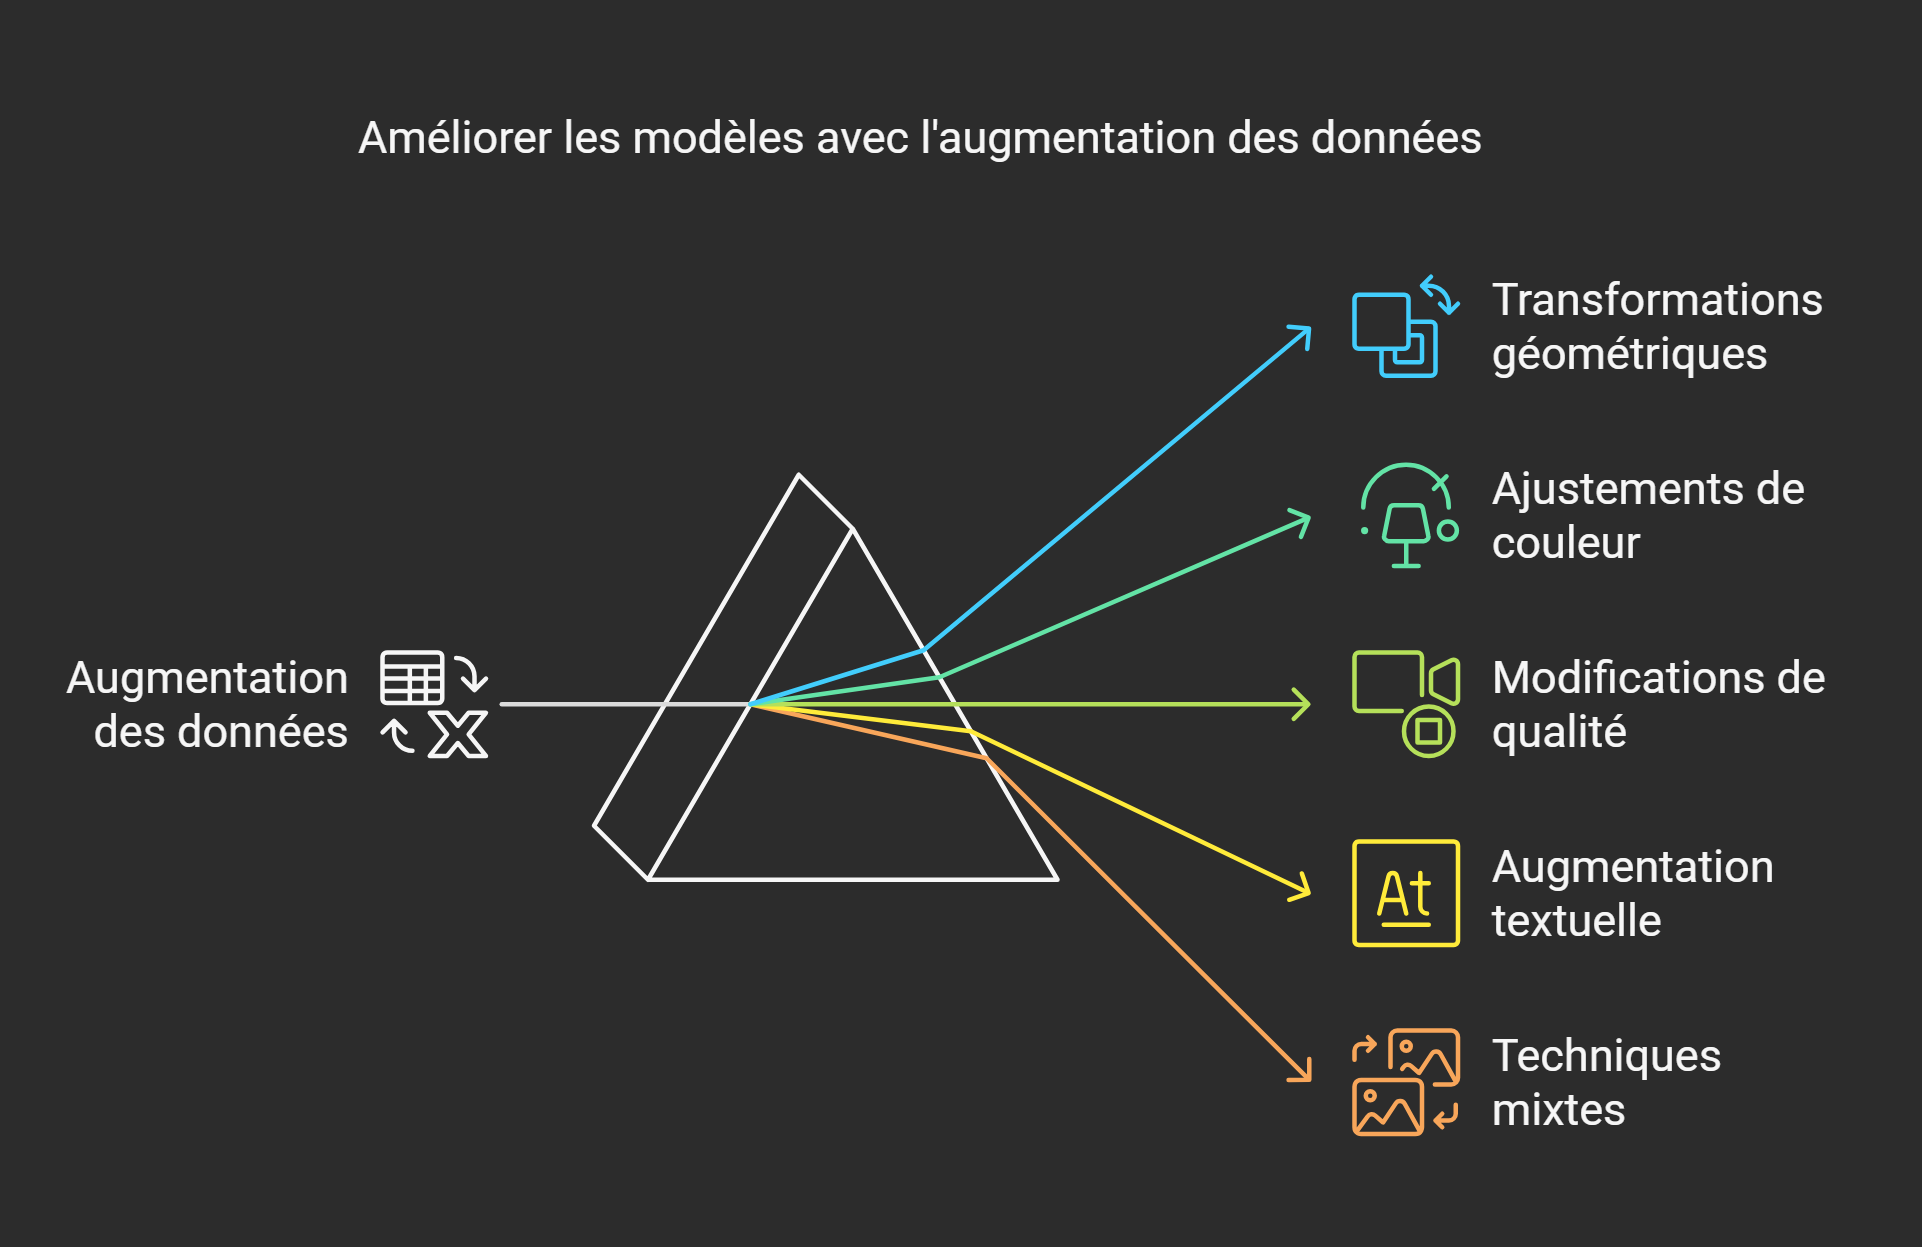 Améliorer les modèles avec l'augmentation des données
Transformations
géométriques
Ajustements de
couleur
Augmentation
des données
Modifications de
qualité
At
Augmentation
textuelle
Techniques
mixtes